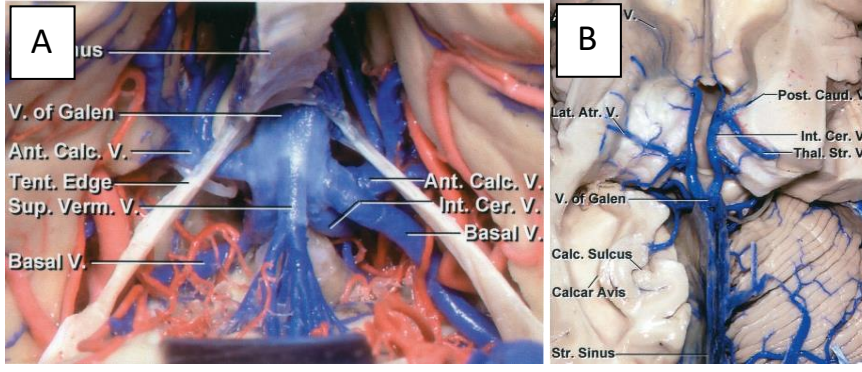 A
nus
V. of Galen
Ant. Calc. V.
Tent. Edge
Sup. Verm. V.
Basal V.
Ant. Calc. V.
Int. Cer. V.
Basal V.
B
V.
Lat. Atr. V.
V. of Galen
Calc. Sulcus
Calcar Avis
Str. Sinus
Post. Caud. V.
Int. Cer. V.
Thal. Str. V.